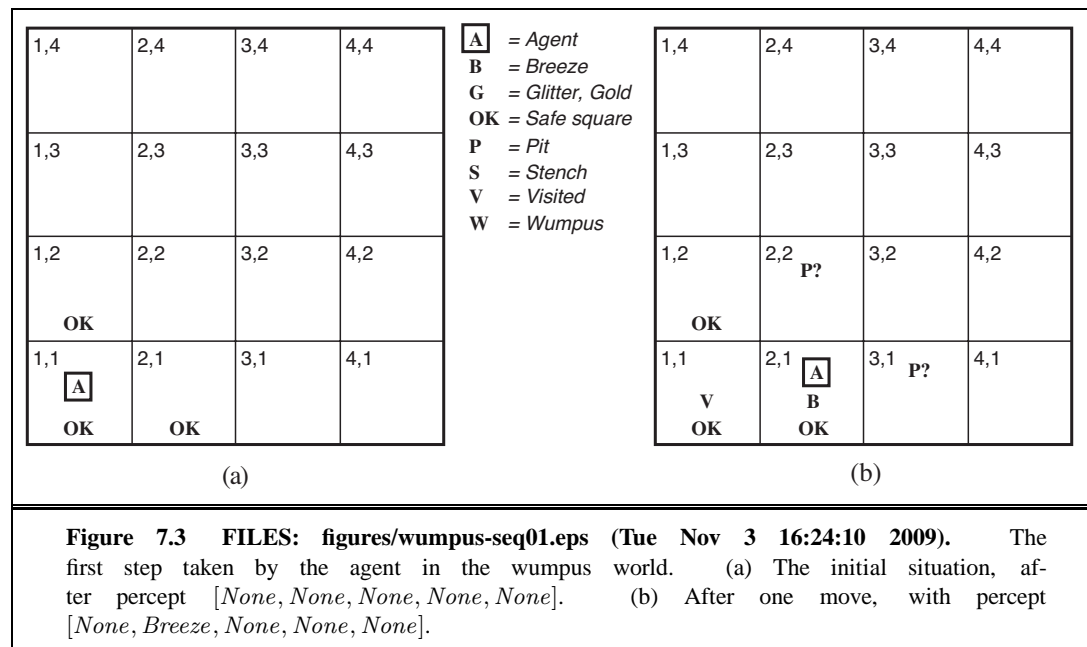 1,4 2,4 3,4 4,4
1,3 2,3 3,3 4,3
1,2 2,2 3,2 4,2
OK
1,1 2,1 3,1 4,1
A
OK OK
(a)
A = Agent
B = Breeze
G = Glitter, Gold
OK = Safe square
P = Pit
S = Stench
V = Visited
W = Wumpus
1,4 2,4 3,4 4,4
1,3 2,3 3,3 4,3
1,2 2,2 3,2 4,2
P?
OK
1,1 2,1 3,1 4,1
A P?
V B
OK OK
(b)
Figure 7.3 FILES: figures/wumpus-seq01.eps (Tue Nov 3 16:24:10 2009). The
first step taken by the agent in the wumpus world. (a) The initial situation, af-
ter percept [None, None, None, None, None]. (b) After one move, with percept
[None, Breeze, None, None, None].